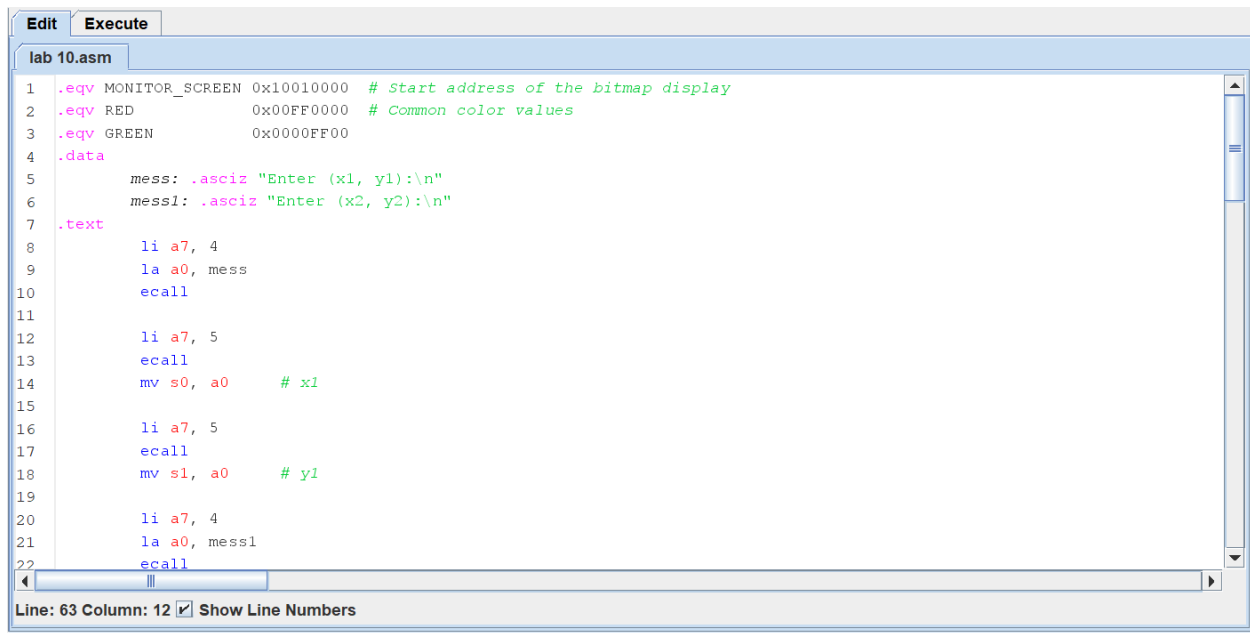 Edit Execute
lab 10.asm
1 .eqv MONITOR_SCREEN 0x10010000 # Start address of the bitmap display
2 .eqv RED 0x00FF0000 # Common color values
3 .eqv GREEN 0x0000FF00
4 .data
5 mess: .asciz "Enter (x1, y1):\n"
6 mess1: .asciz "Enter (x2, y2):\n"
7 .text
8 li a7, 4
9 la a0, mess
10 ecall
11
12 li a7, 5
13 ecall
14 mv s0, a0 # x1
15
16 li a7, 5
17 ecall
18 mv s1, a0 # y1
19
20 li a7, 4
21 la a0, mess1
22 ecall
Line: 63 Column: 12 Show Line Numbers